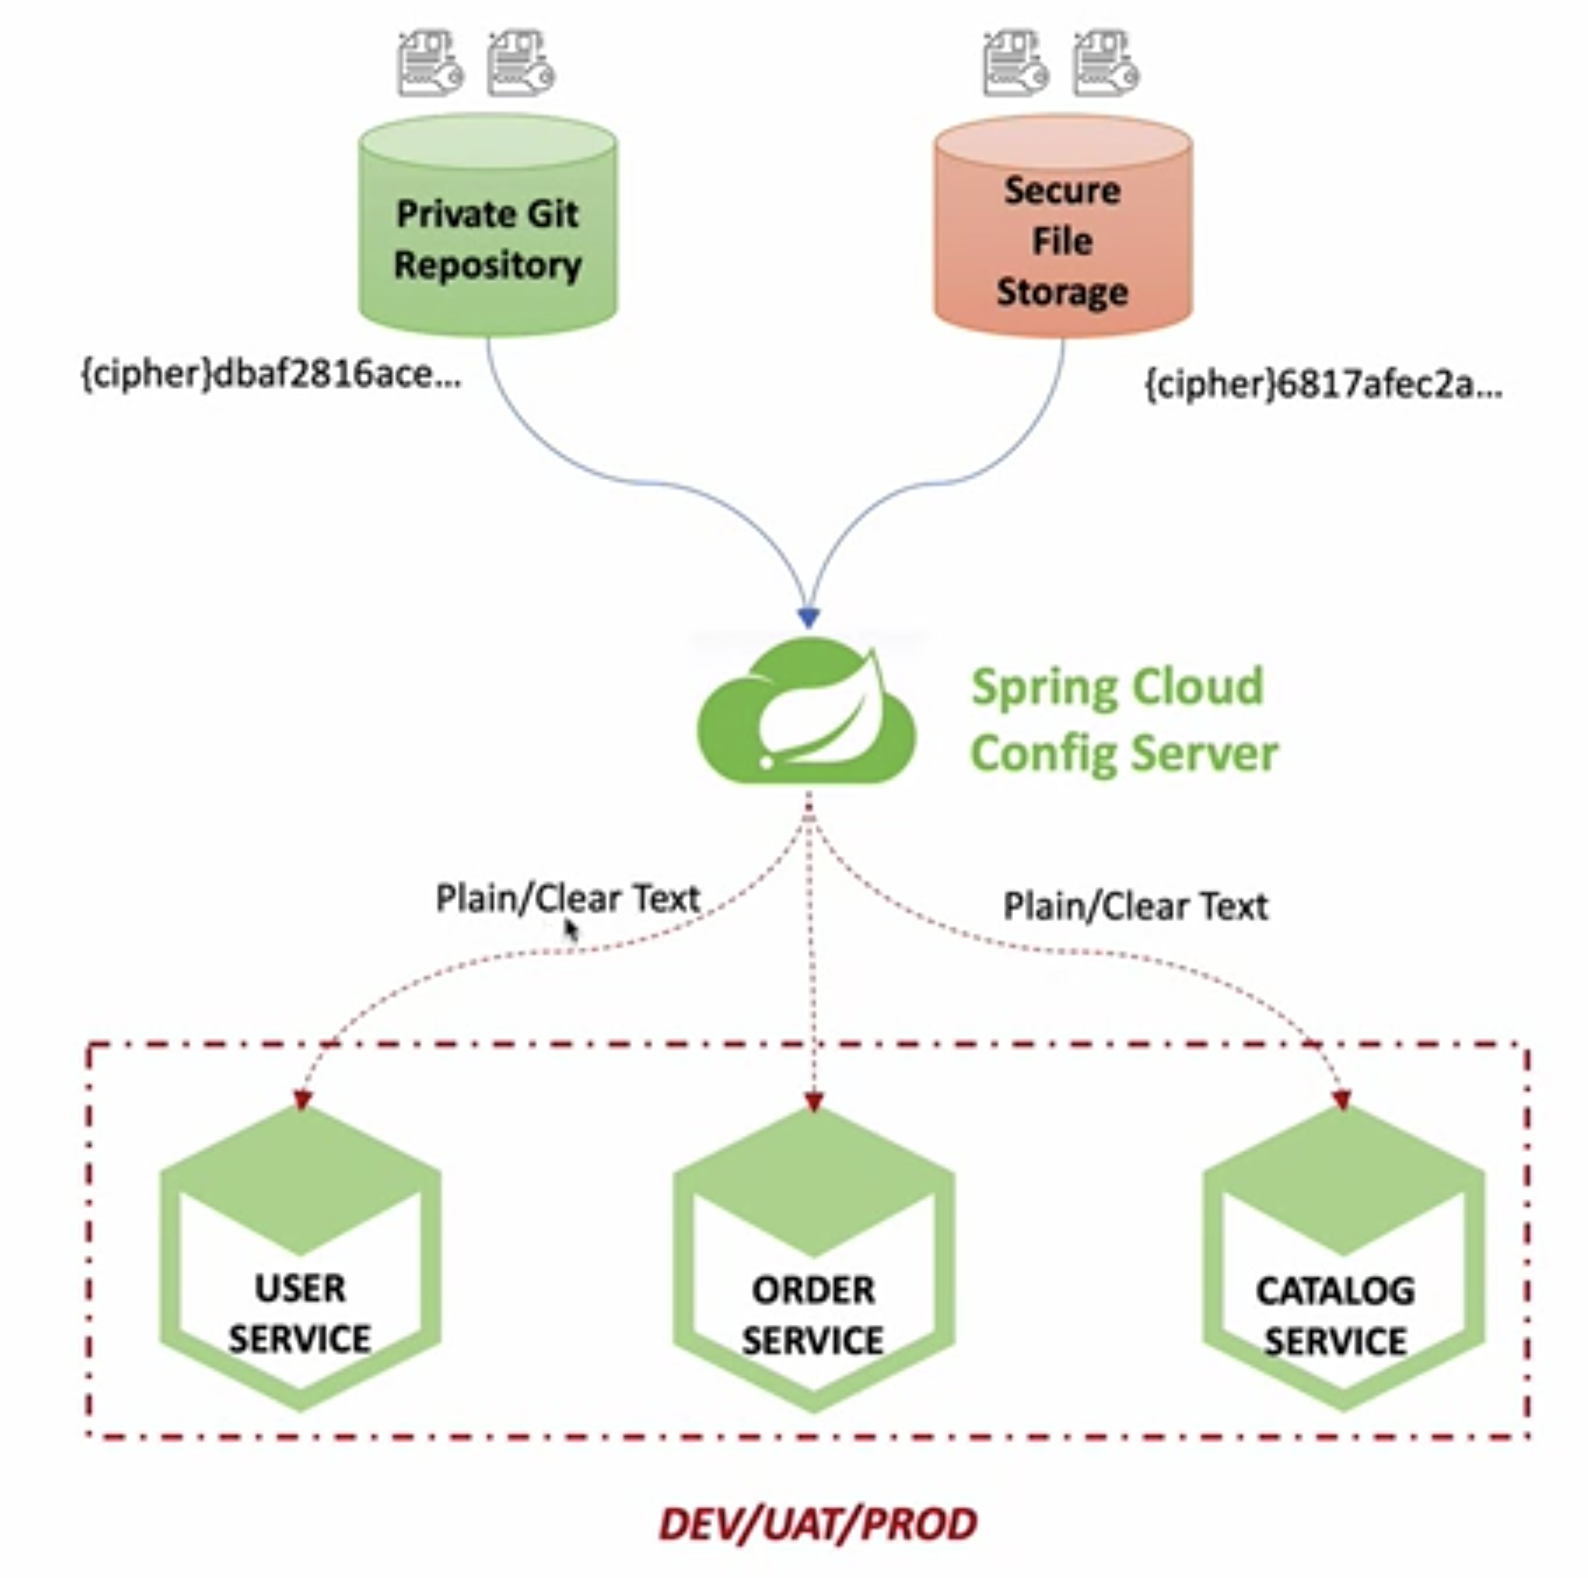 Private Git
Repository
Secure
File
Storage
{cipher}dbaf2816ace...
{cipher}6817afec2a...
Spring Cloud
Config Server
Plain/Clear Text
Plain/Clear Text
USER
SERVICE
ORDER
SERVICE
CATALOG
SERVICE
DEV/UAT/PROD